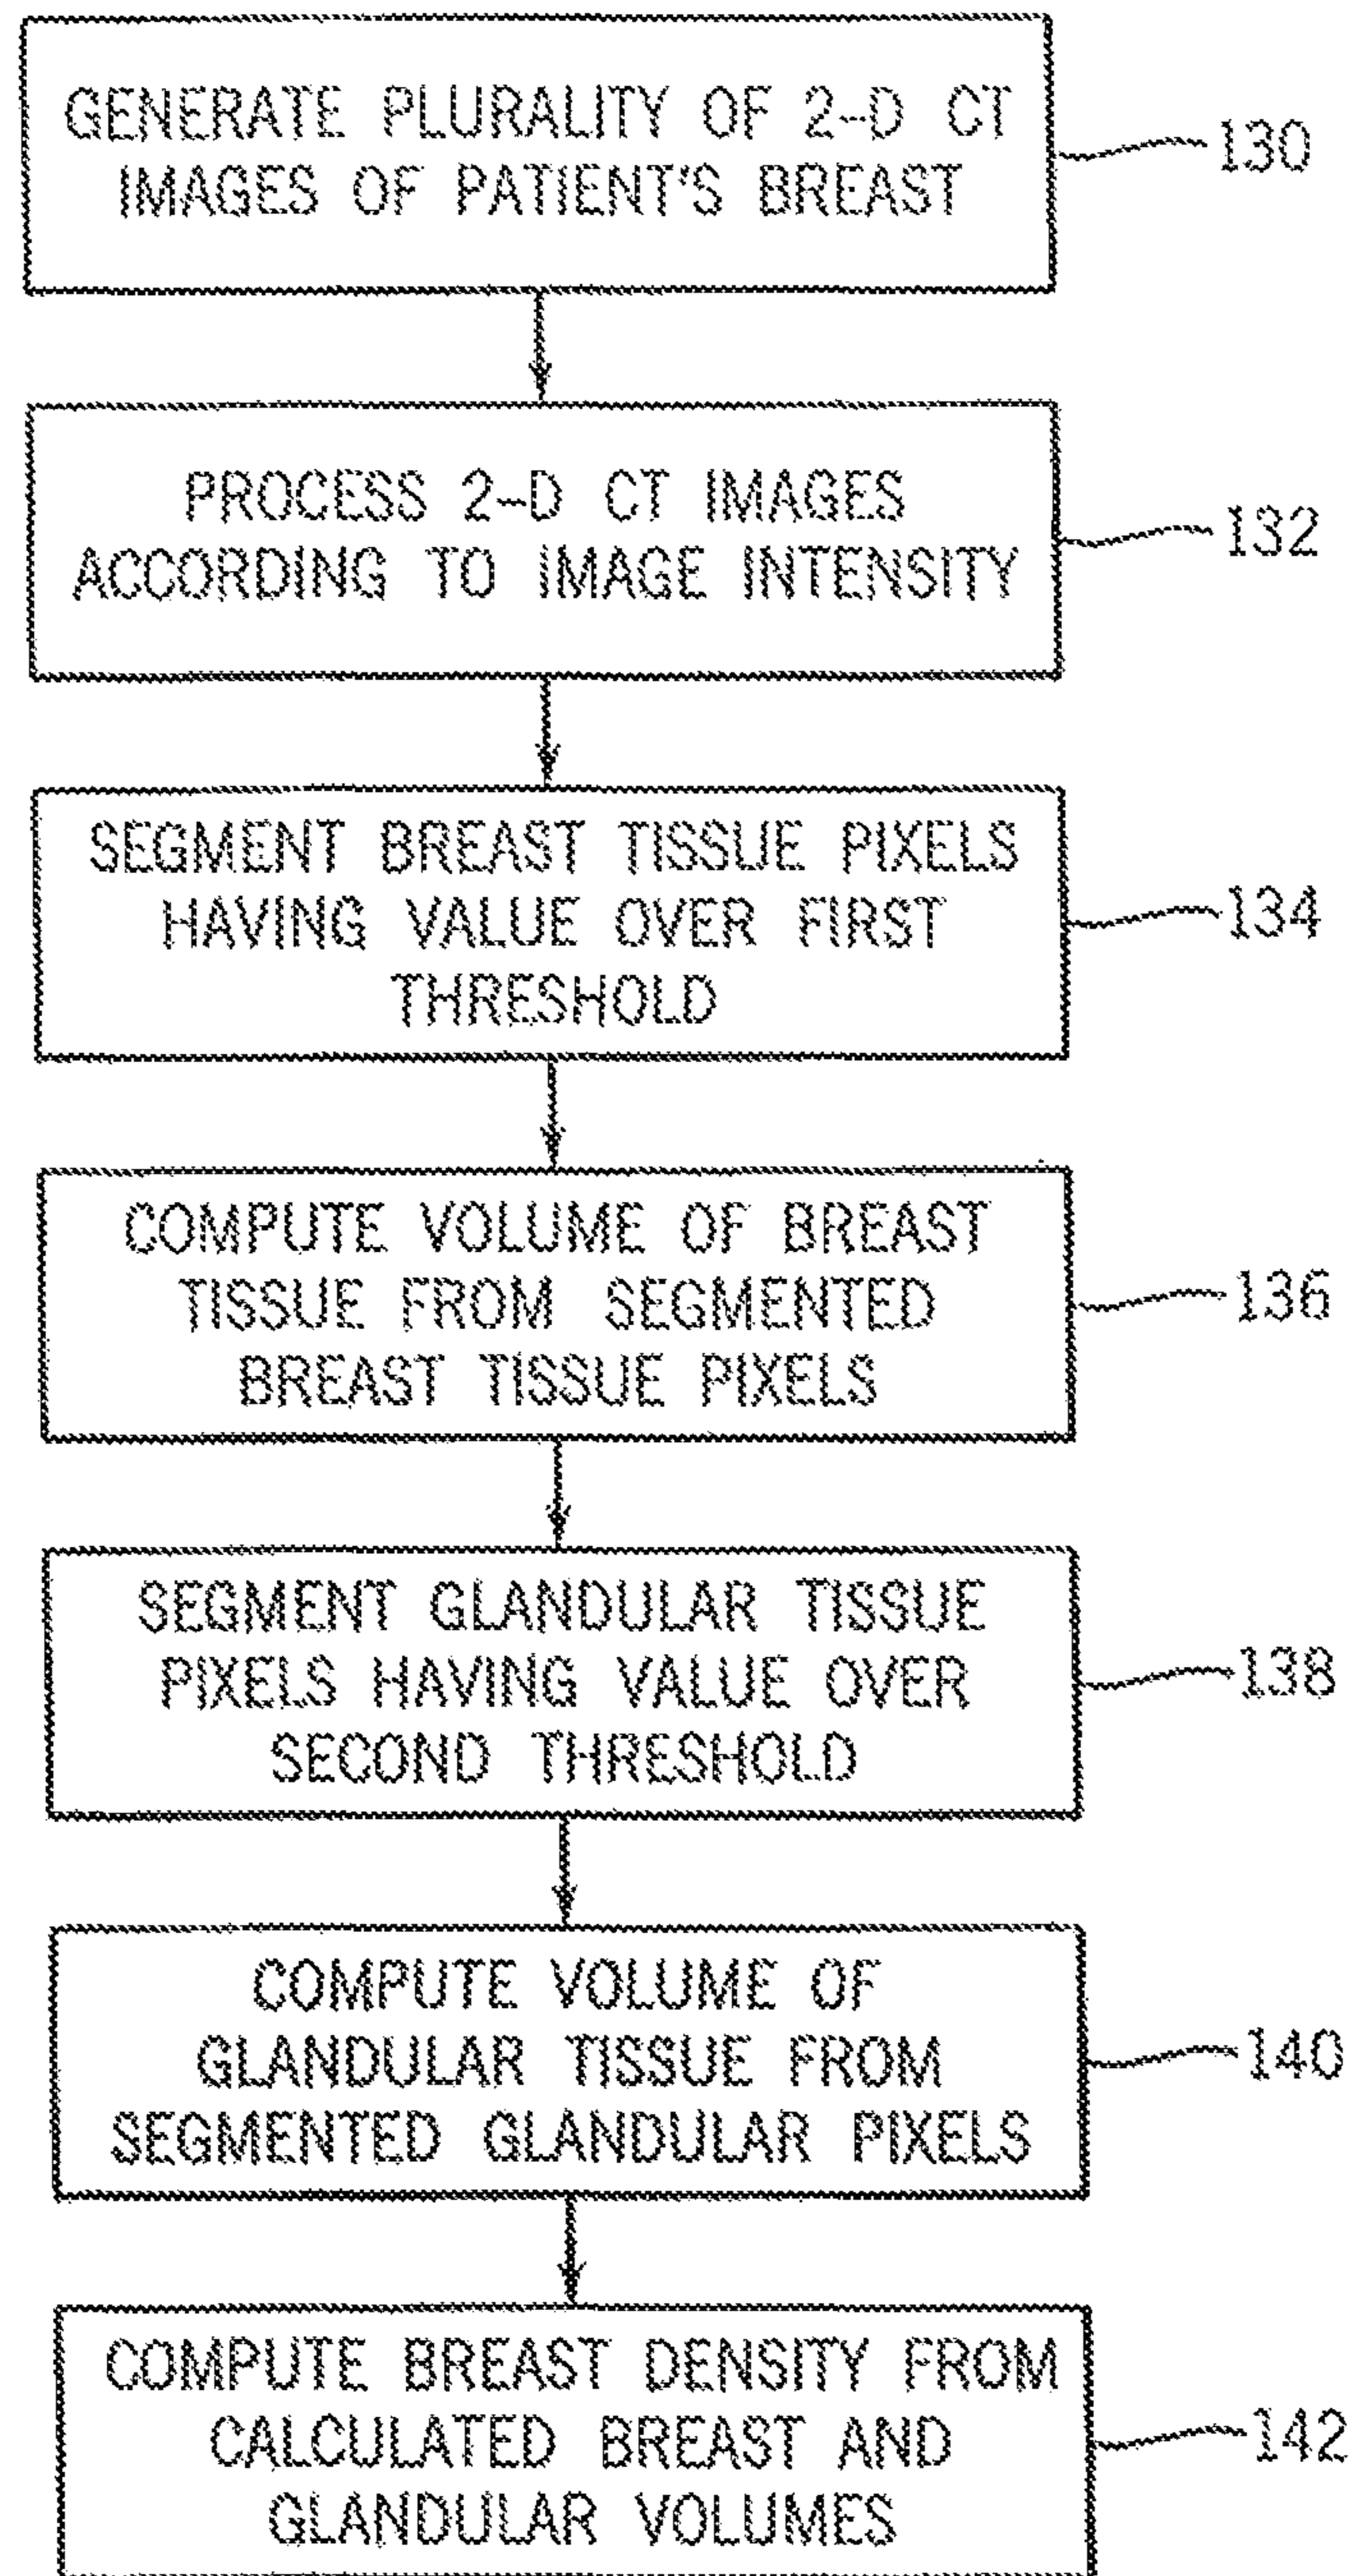 GENERATE PLURALITY OF 2-D CT
IMAGES OF PATIENT'S BREAST
130
PROCESS 2-D CT IMAGES
ACCORDING TO IMAGE INTENSITY
132
SEGMENT BREAST TISSUE PIXELS
HAVING VALUE OVER FIRST
THRESHOLD
134
COMPUTE VOLUME OF BREAST
TISSUE FROM SEGMENTED
BREAST TISSUE PIXELS
136
SEGMENT GLANDULAR TISSUE
PIXELS HAVING VALUE OVER
SECOND THRESHOLD
138
COMPUTE VOLUME OF
GLANDULAR TISSUE FROM
SEGMENTED GLANDULAR PIXELS
140
COMPUTE BREAST DENSITY FROM
CALCULATED BREAST AND
GLANDULAR VOLUMES
142